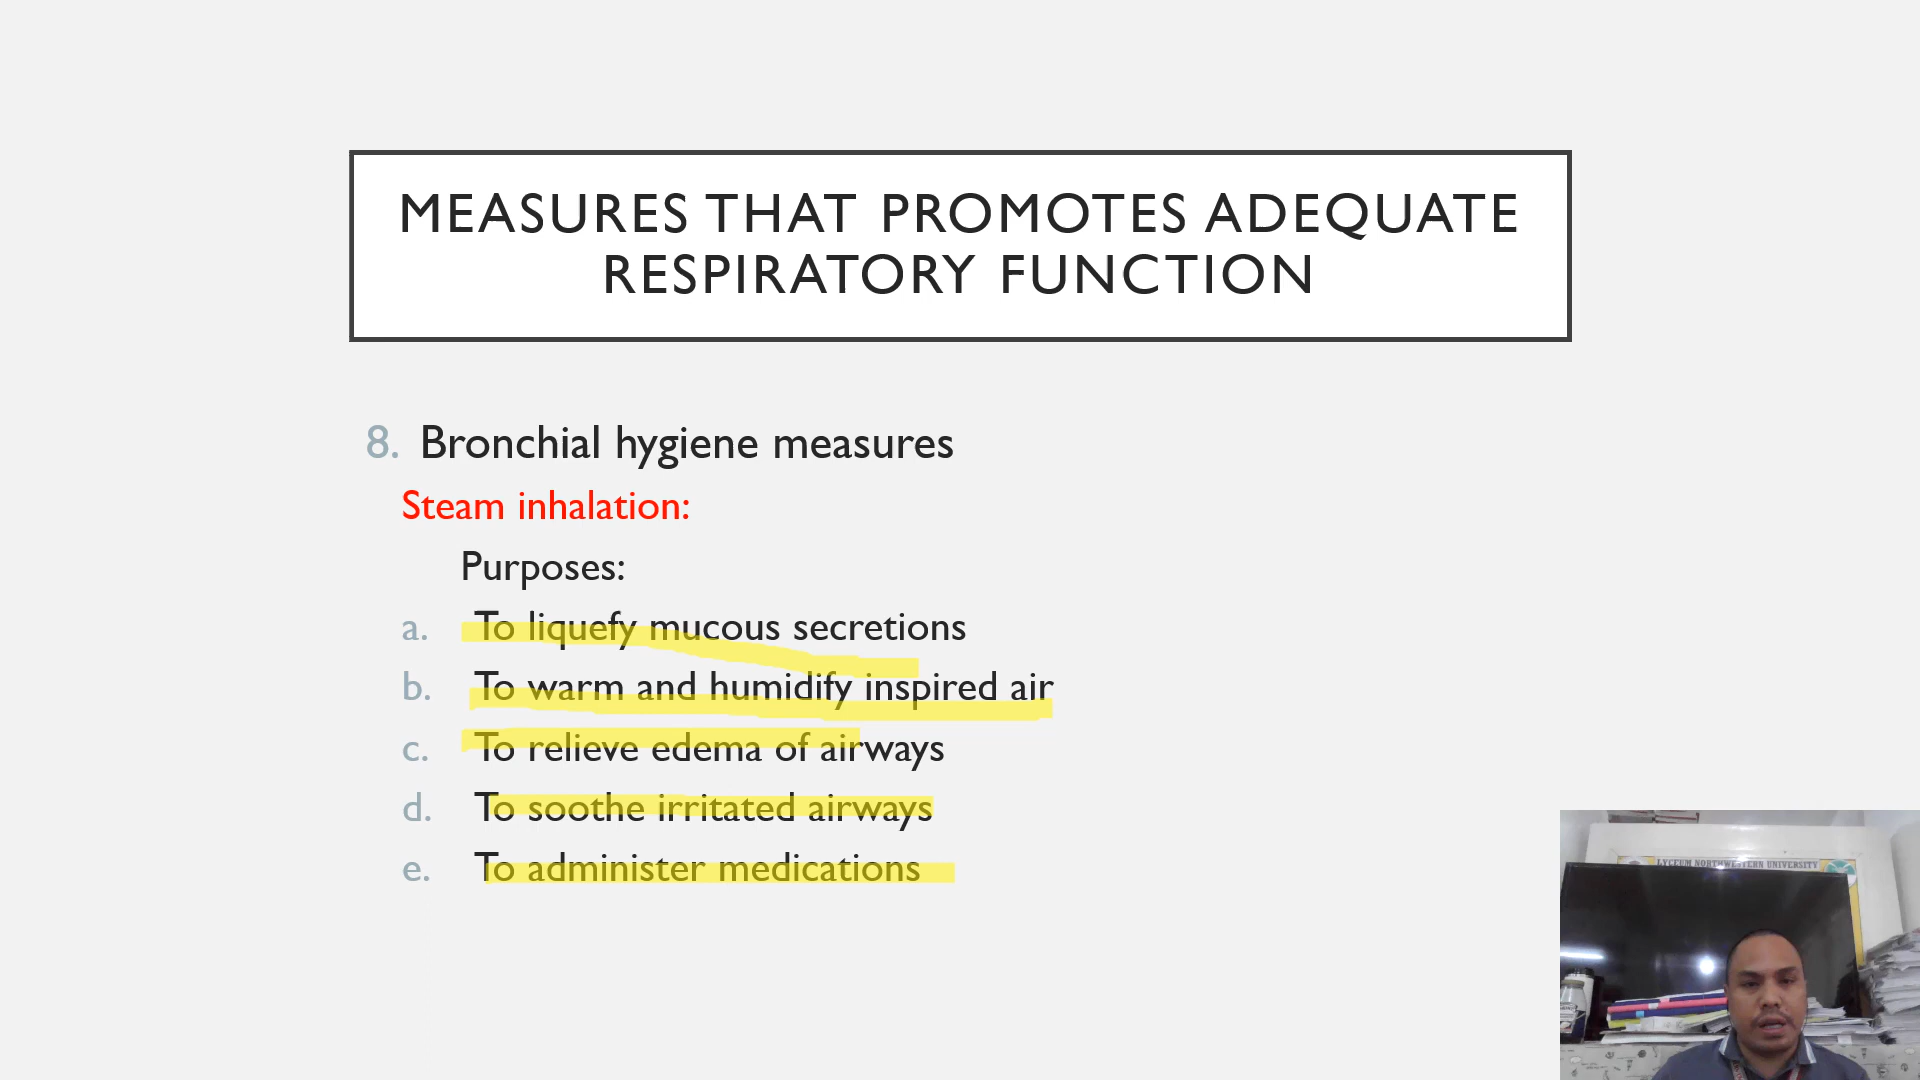 MEASURES THAT PROMOTES ADEQUATE
RESPIRATORY FUNCTION
8. Bronchial hygiene measures
Steam inhalation:
Purposes:
a. To liquefy mucous secretions
b. To warm and humidify inspired air
c. To relieve edema of airways
d. To soothe irritated airways
e. To administer medications
LYCEUM NORTHWESTERN UNIVERSITY